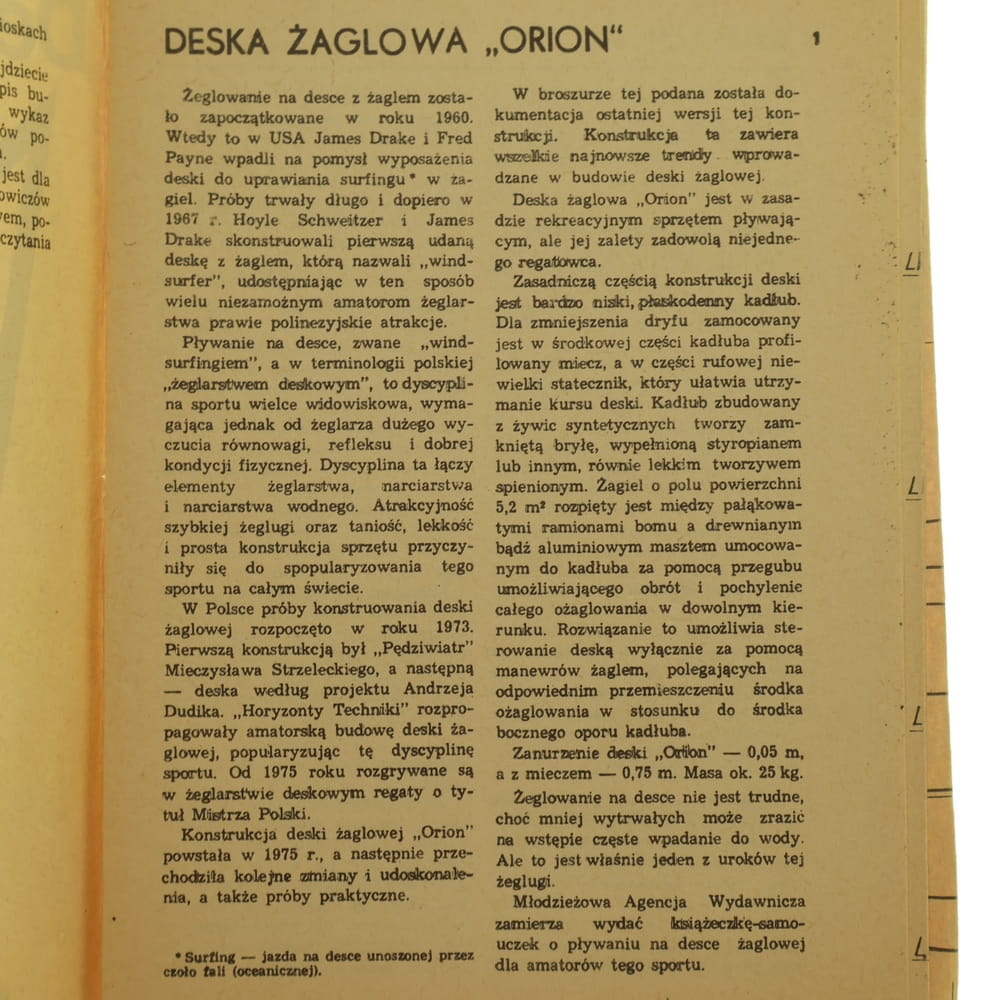 ioskach
jdziecie
pis bu-
wykaz
ów po-
jest dla
owiczów
em, po-
czytania
DESKA ŻAGLOWA „ORION"
1
Żeglowanie na desce z żaglem zosta-
ło zapoczątkowane w roku 1960.
Wtedy to w USA James Drake i Fred
Payne wpadli na pomysł wyposażenia
deski do uprawiania surfingu* w ża-
giel. Próby trwały długo i dopiero w
1967 r. Hoyle Schweitzer i James
Drake skonstruowali pierwszą udaną
deskę z żaglem, którą nazwali „wind-
surfer", udostępniając w ten sposób
wielu niezamożnym amatorom żeglar-
stwa prawie polinezyjskie atrakcje.
Pływanie na desce, zwane „wind-
surfingiem", a w terminologii polskiej
„żeglarstwem deskowym", to dyscypli-
na sportu wielce widowiskowa, wyma-
gająca jednak od żeglarza dużego wy-
czucia równowagi, refleksu i dobrej
kondycji fizycznej. Dyscyplina ta łączy
elementy żeglarstwa, narciarstwa
i narciarstwa wodnego. Atrakcyjność
szybkiej żeglugi oraz taniość, lekkość
i prosta konstrukcja sprzętu przyczy-
niły się do spopularyzowania tego
sportu na całym świecie.
W Polsce próby konstruowania deski
żaglowej rozpoczęto w roku 1973.
Pierwszą konstrukcją był „Pędziwiatr"
Mieczysława Strzeleckiego, a następną
— deska według projektu Andrzeja
Dudika. „Horyzonty Techniki" rozpro-
pagowały amatorską budowę deski ża-
glowej, popularyzując tę dyscyplinę
sportu. Od 1975 roku rozgrywane są
w żeglarstwie deskowym regaty o ty-
tuł Mistrza Polski.
Konstrukcja deski żaglowej „Orion"
powstała w 1975 r., a następnie prze-
chodziła kolejne zmiany i udoskonale-
nia, a także próby praktyczne.
* Surfing — jazda na desce unoszonej przez
czoło fali (oceanicznej).
W broszurze tej podana została do-
kumentacja ostatniej wersji tej kon-
strukcji. Konstrukcja ta zawiera
wszelkie najnowsze trendy wprowa-
dzane w budowie deski żaglowej.
Deska żaglowa „Orion" jest w zasa-
dzie rekreacyjnym sprzętem pływają-
cym, ale jej zalety zadowolą niejedne-
go regatowca.
Zasadniczą częścią konstrukcji deski
jest bardzo niski, płaskodenny kadłub.
Dla zmniejszenia dryfu zamocowany
jest w środkowej części kadłuba profi-
lowany miecz, a w części rufowej nie-
wielki statecznik, który ułatwia utrzy-
manie kursu deski. Kadłub zbudowany
z żywic syntetycznych tworzy zam-
kniętą bryłę, wypełnioną styropianem
lub innym, równie lekkim tworzywem
spienionym. Żagiel o polu powierzchni
5,2 m² rozpięty jest między pałąkowa-
tymi ramionami bomu a drewnianym
bądź aluminiowym masztem umocowa-
nym do kadłuba za pomocą przegubu
umożliwiającego obrót i pochylenie
całego ożaglowania w dowolnym kie-
runku. Rozwiązanie to umożliwia ste-
rowanie deską wyłącznie za pomocą
manewrów żaglem, polegających na
odpowiednim przemieszczeniu środka
ożaglowania w stosunku do środka
bocznego oporu kadłuba.
Zanurzenie deski „Orion" — 0,05 m,
a z mieczem — 0,75 m. Masa ok. 25 kg.
Żeglowanie na desce nie jest trudne,
choć mniej wytrwałych może zrazić
na wstępie częste wpadanie do wody.
Ale to jest właśnie jeden z uroków tej
żeglugi.
Młodzieżowa Agencja Wydawnicza
zamierza wydać książeczkę-samo-
uczek o pływaniu na desce żaglowej
dla amatorów tego sportu.